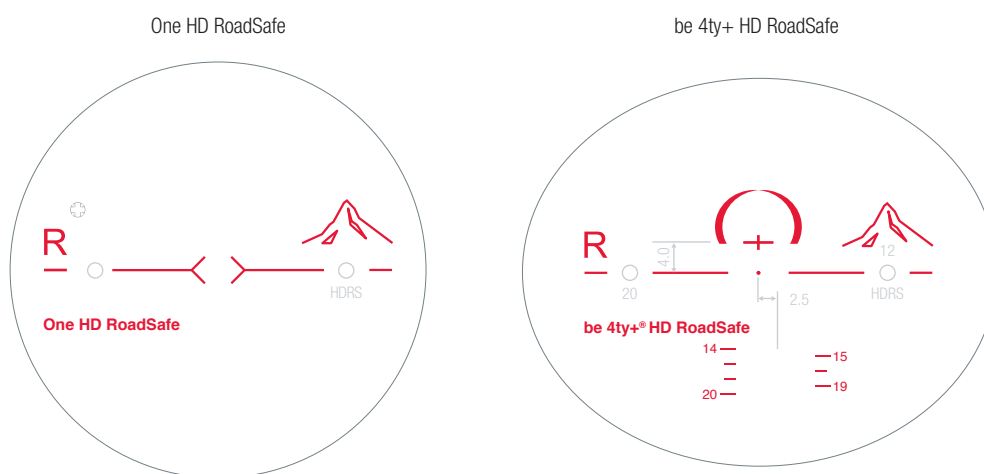 One HD RoadSafe
R
HDRS
One HD RoadSafe
be 4ty+ HD RoadSafe
R
4.0
12
20
HDRS
2.5
be 4ty+® HD RoadSafe
14
15
19
20